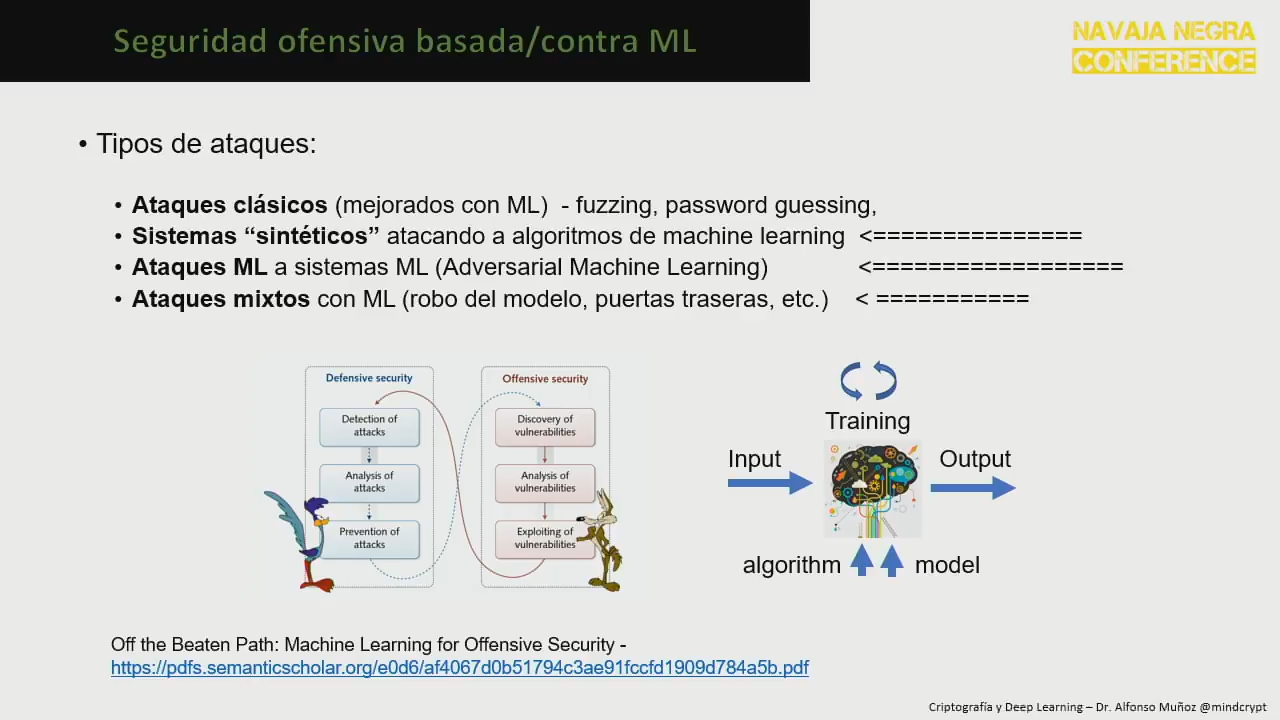 Seguridad ofensiva basada/contra ML
NAVAJA NEGRA
CONFERENCE
• Tipos de ataques:
• Ataques clásicos (mejorados con ML) - fuzzing, password guessing,
• Sistemas “sintéticos” atacando a algoritmos de machine learning <===============
• Ataques ML a sistemas ML (Adversarial Machine Learning) <==================
• Ataques mixtos con ML (robo del modelo, puertas traseras, etc.) < ===========
Defensive security
Detection of
attacks
Analysis of
attacks
Prevention of
attacks
Offensive security
Discovery of
vulnerabilities
Analysis of
vulnerabilities
Exploiting of
vulnerabilities
Training
Input
Output
algorithm
model
Off the Beaten Path: Machine Learning for Offensive Security -
https://pdfs.semanticscholar.org/e0d6/af4067d0b51794c3ae91fccfd1909d784a5b.pdf
Criptografía y Deep Learning – Dr. Alfonso Muñoz @mindcrypt